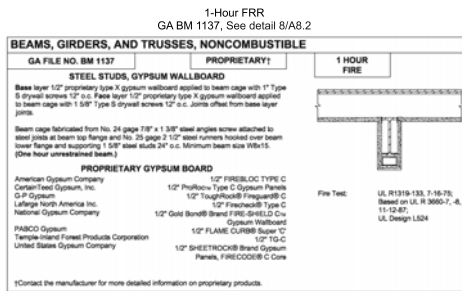 1-Hour FRR
GA BM 1137, See detail 8/A8.2
BEAMS, GIRDERS, AND TRUSSES, NONCOMBUSTIBLE
GA FILE NO. BM 1137
PROPRIETARY†
1 HOUR
FIRE
STEEL STUDS, GYPSUM WALLBOARD
Base layer 1/2" proprietary type X gypsum wallboard applied to beam cage with 1" Type
S drywall screws 12" o.c. Face layer 1/2" proprietary type X gypsum wallboard applied
to beam cage with 1 5/8" Type S drywall screws 12" o.c. Joints offset from base layer
joints.
Beam cage fabricated from No. 24 gage 7/8" x 1 3/8" steel angles screw attached to
steel joists at beam top flange and No. 25 gage 2 1/2" steel runners hooked over beam
lower flange and supporting 1 5/8" steel studs 24" o.c. Minimum beam size W8x15.
(One hour unrestrained beam.)
PROPRIETARY GYPSUM BOARD
American Gypsum Company 1/2" FIREBLOC TYPE C
CertainTeed Gypsum, Inc. 1/2" ProRoc™ Type C Gypsum Panels
G-P Gypsum 1/2" ToughRock® Fireguard® C
Lafarge North America Inc. 1/2" Firecheck® Type C
National Gypsum Company 1/2" Gold Bond® Brand FIRE-SHIELD C™
Gypsum Wallboard
PABCO Gypsum 1/2" FLAME CURB® Super 'C'
Temple-Inland Forest Products Corporation 1/2" TG-C
United States Gypsum Company 1/2" SHEETROCK® Brand Gypsum
Panels, FIRECODE® C Core
Fire Test: UL R1319-133, 7-16-75;
Based on UL R 3660-7, -8,
11-12-87;
UL Design L524
†Contact the manufacturer for more detailed information on proprietary products.